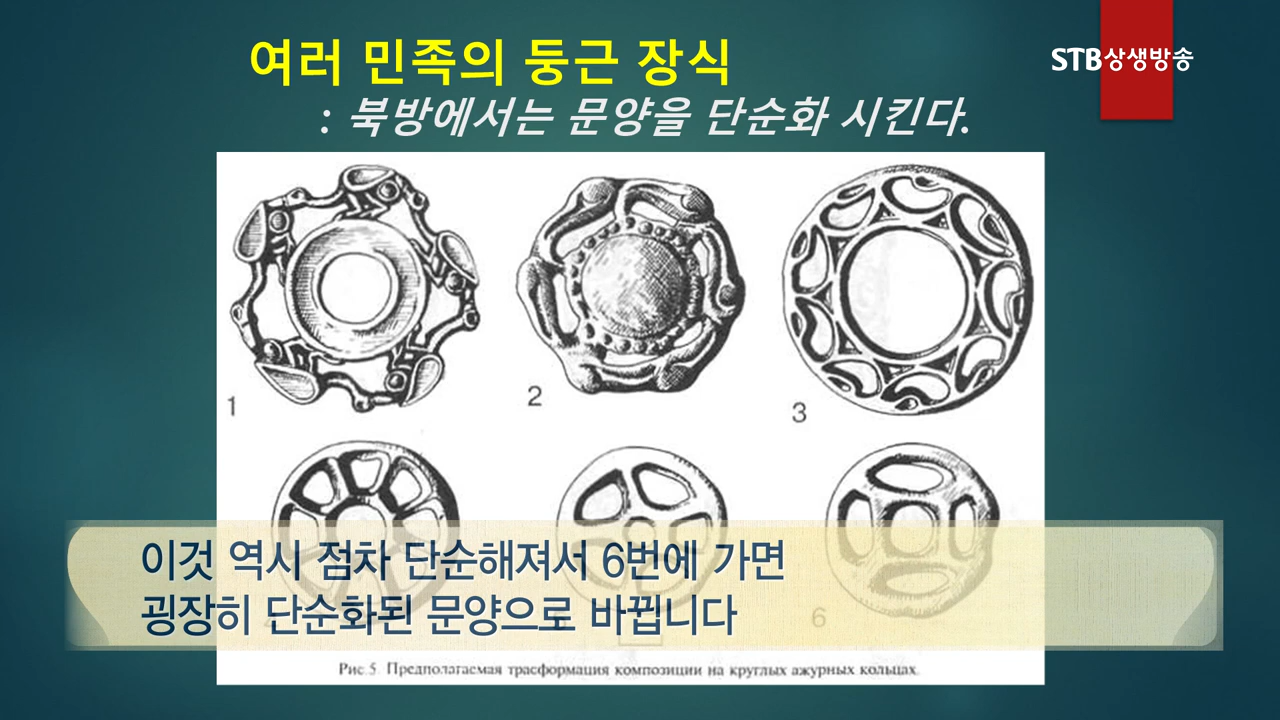 여러 민족의 둥근 장식
STB상생방송
: 북방에서는 문양을 단순화 시킨다.
1
2
3
이것 역시 점차 단순해져서 6번에 가면
굉장히 단순화된 문양으로 바뀝니다
6
Рис.5. Предполагаемая трасформация композиции на круглых ажурных кольцах.